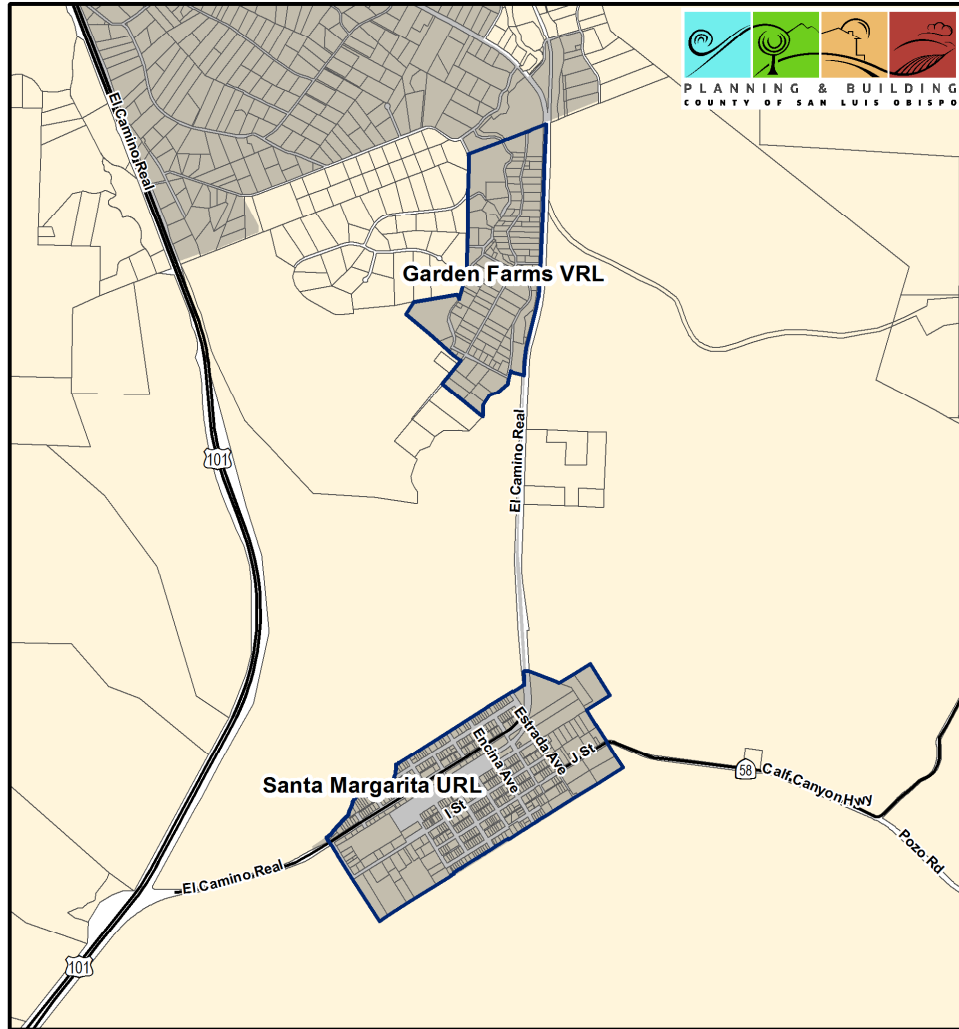 PLANNING & BUILDING
COUNTY OF SAN LUIS OBISPO
El Camino Real
Garden Farms VRL
101
El Camino Real
Estrada Ave
Encina Ave
J St
Santa Margarita URL
I St
58
Calf Canyon Hwy
Pozo Rd
El Camino Real
101